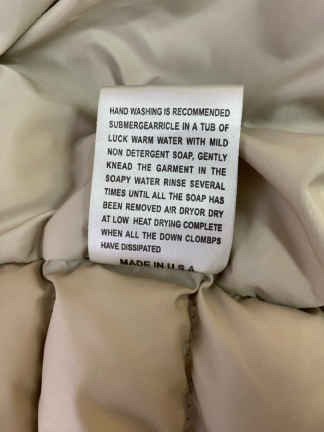 HAND WASHING IS RECOMMENDED
SUBMERGEARRICLE IN A TUB OF
LUCK WARM WATER WITH MILD
NON DETERGENT SOAP, GENTLY
KNEAD THE GARMENT IN THE
SOAPY WATER RINSE SEVERAL
TIMES UNTIL ALL THE SOAP HAS
BEEN REMOVED AIR DRYOR DRY
AT LOW HEAT DRYING COMPLETE
WHEN ALL THE DOWN CLOMBPS
HAVE DISSIPATED
MADE IN U.S.A